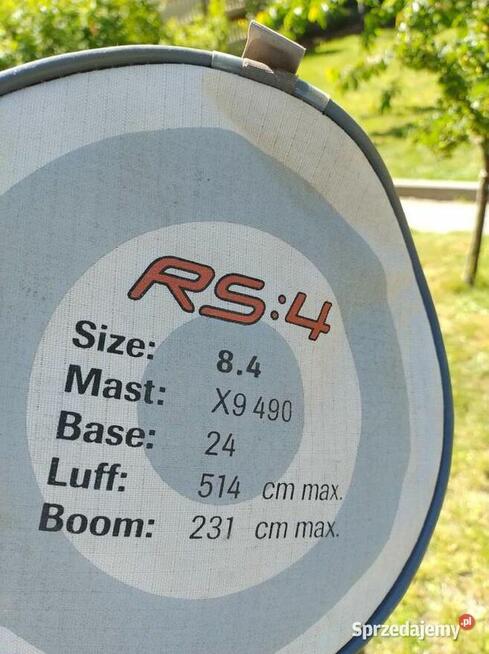 RS:4
Size: 8.4
Mast: X9 490
Base: 24
Luff: 514 cm max.
Boom: 231 cm max.
Sprzedajemy.pl